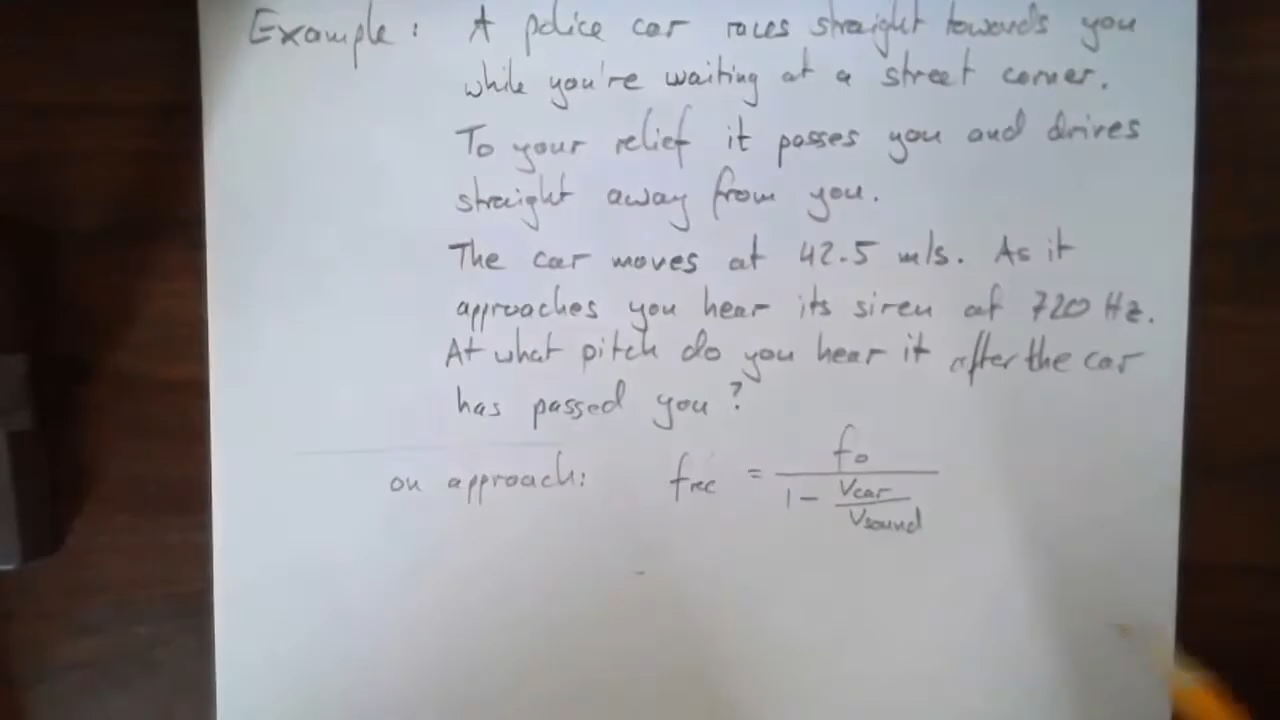 Example: A police car races straight towards you
while you're waiting at a street corner.
To your relief it passes you and drives
straight away from you.
The car moves at 42.5 m/s. As it
approaches you hear its siren at 720 Hz.
At what pitch do you hear it after the car
has passed you?
on approach: frec = f0 / (1 - vcar/vsound)